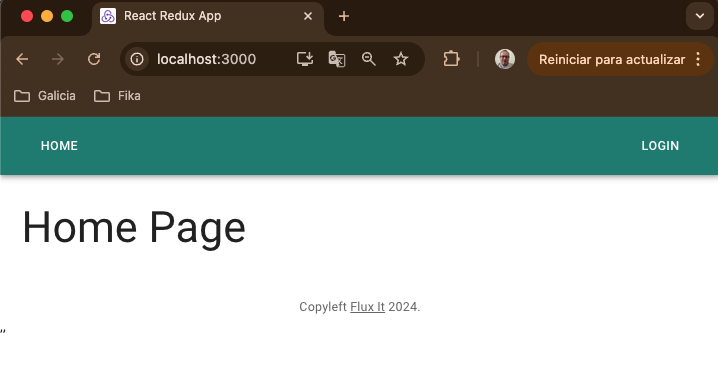 React Redux App
localhost:3000
Reiniciar para actualizar
Galicia
Fika
HOME
LOGIN
Home Page
Copyleft Flux It 2024.
,,